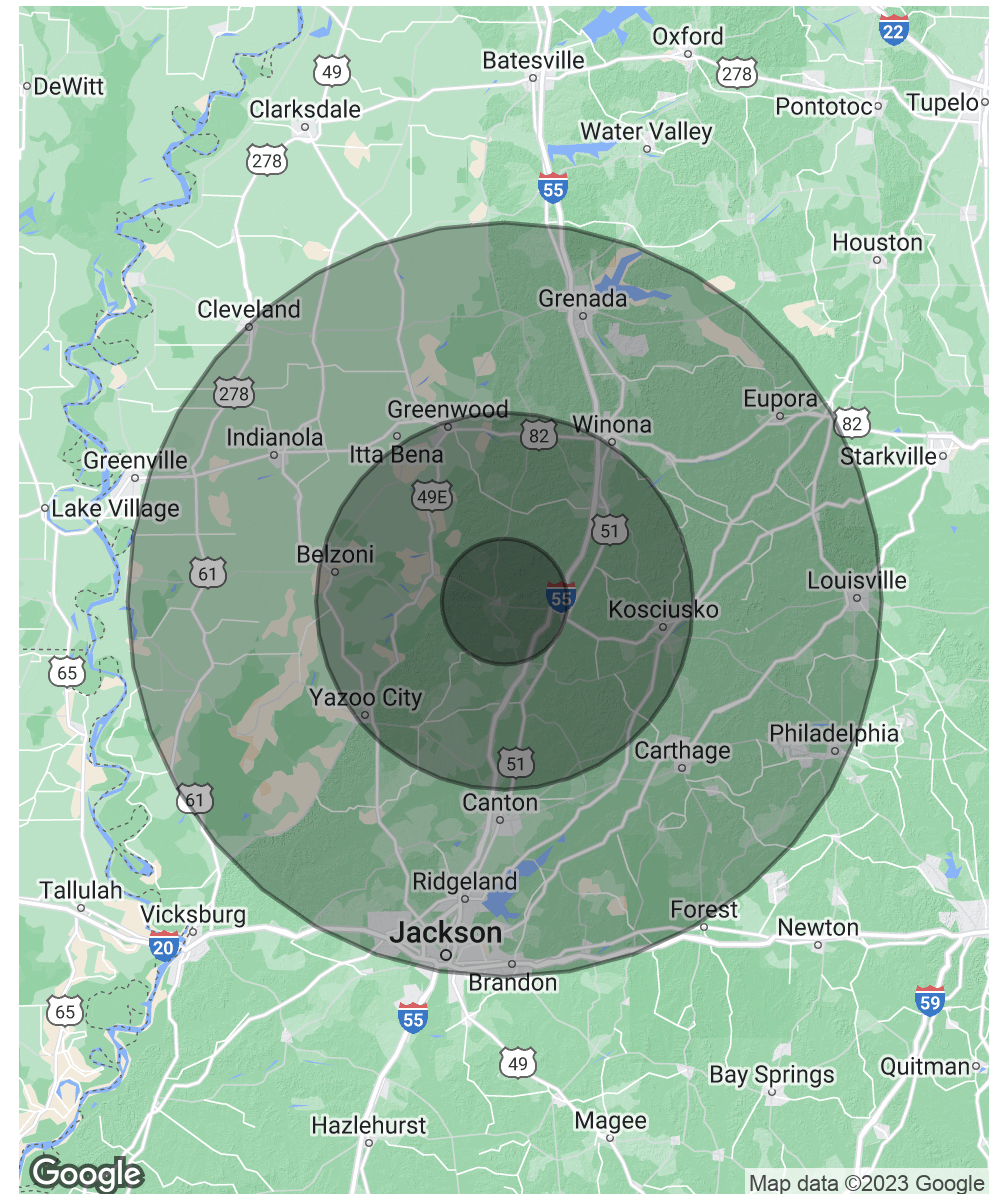 22
Oxford
Batesville
49
278
DeWitt
Clarksdale
Pontotoc
Tupelo
Water Valley
278
55
Houston
Grenada
Cleveland
278
Eupora
Greenwood
82
Winona
82
Indianola
Itta Bena
Starkville
Greenville
49E
Lake Village
51
Belzoni
61
Louisville
55
Kosciusko
65
Yazoo City
Philadelphia
Carthage
51
61
Canton
Ridgeland
Tallulah
Vicksburg
Forest
Newton
Jackson
20
Brandon
65
59
55
49
Quitman
Bay Springs
Hazlehurst
Magee
Google
Map data ©2023 Google